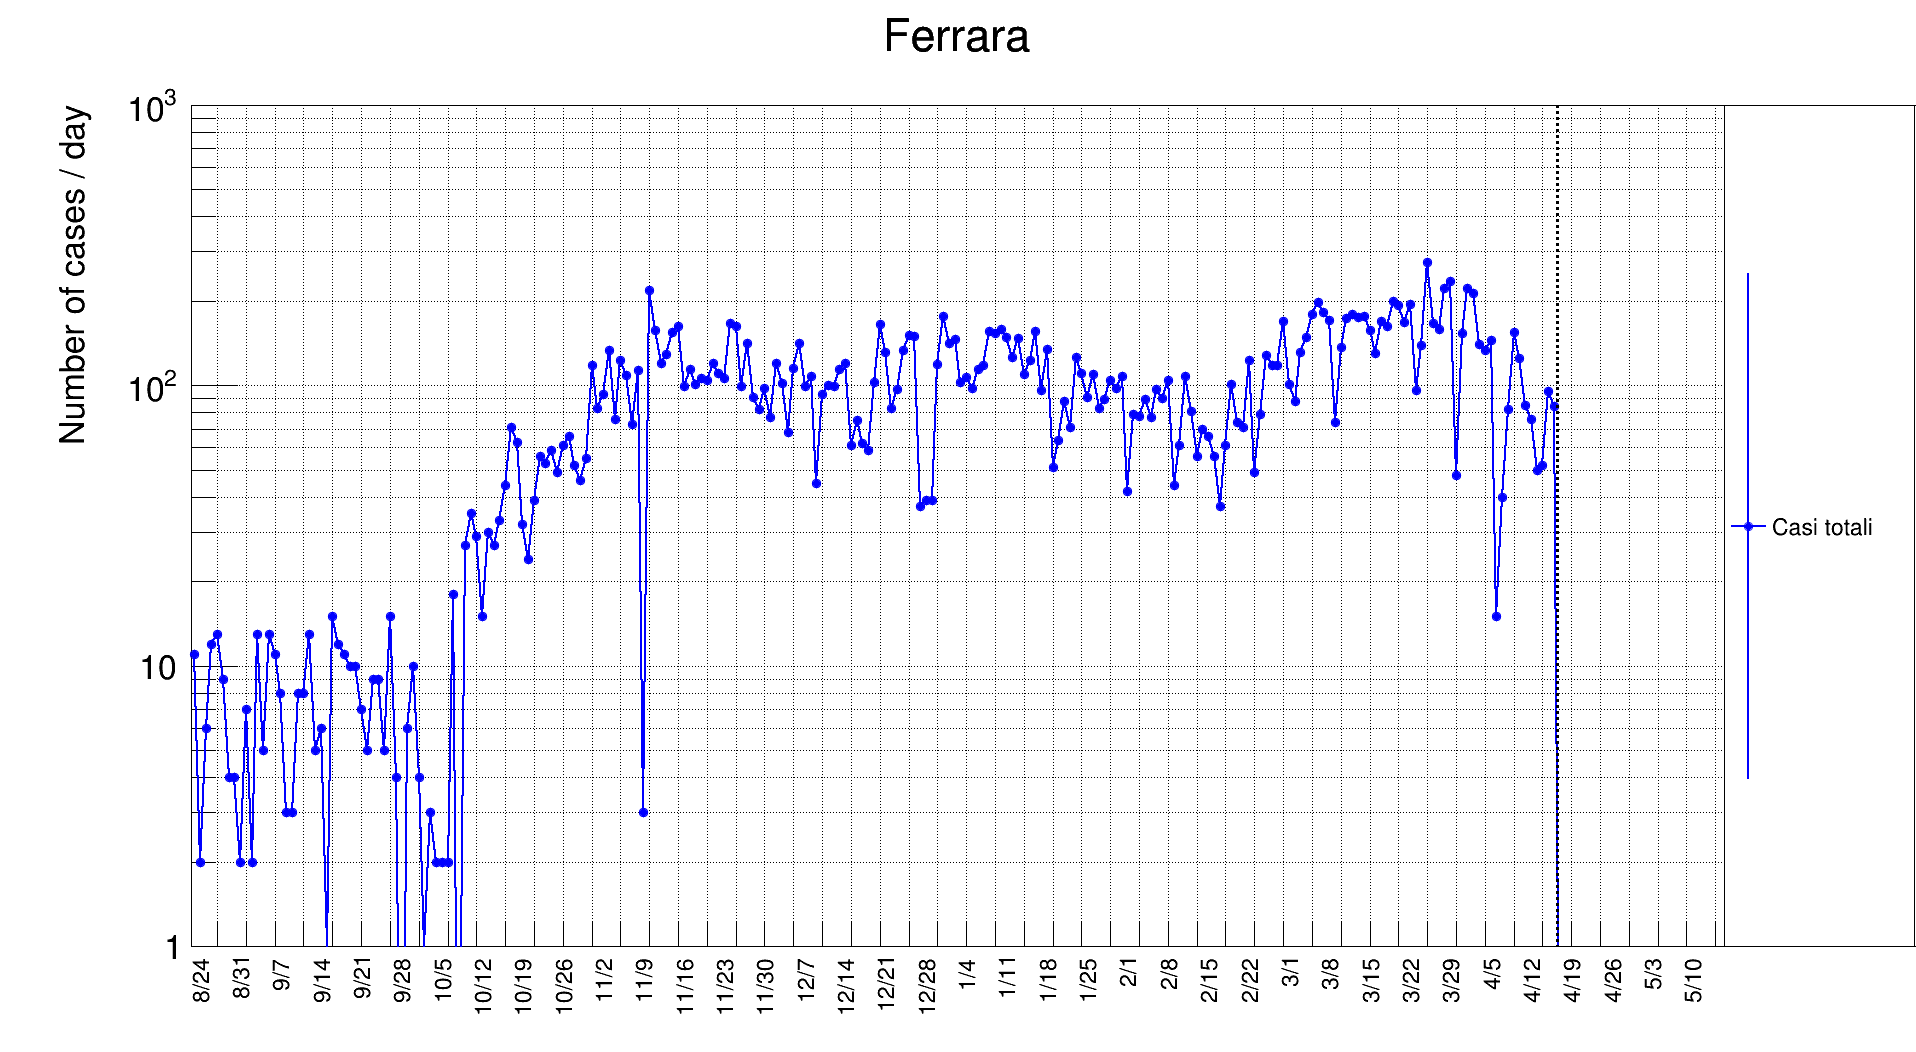 Ferrara
Number of cases / day
10³
10²
10
1
8/24 8/31 9/7 9/14 9/21 9/28 10/5 10/12 10/19 10/26 11/2 11/9 11/16 11/23 11/30 12/7 12/14 12/21 12/28 1/4 1/11 1/18 1/25 2/1 2/8 2/15 2/22 3/1 3/8 3/15 3/22 3/29 4/5 4/12 4/19 4/26 5/3 5/10
Casi totali